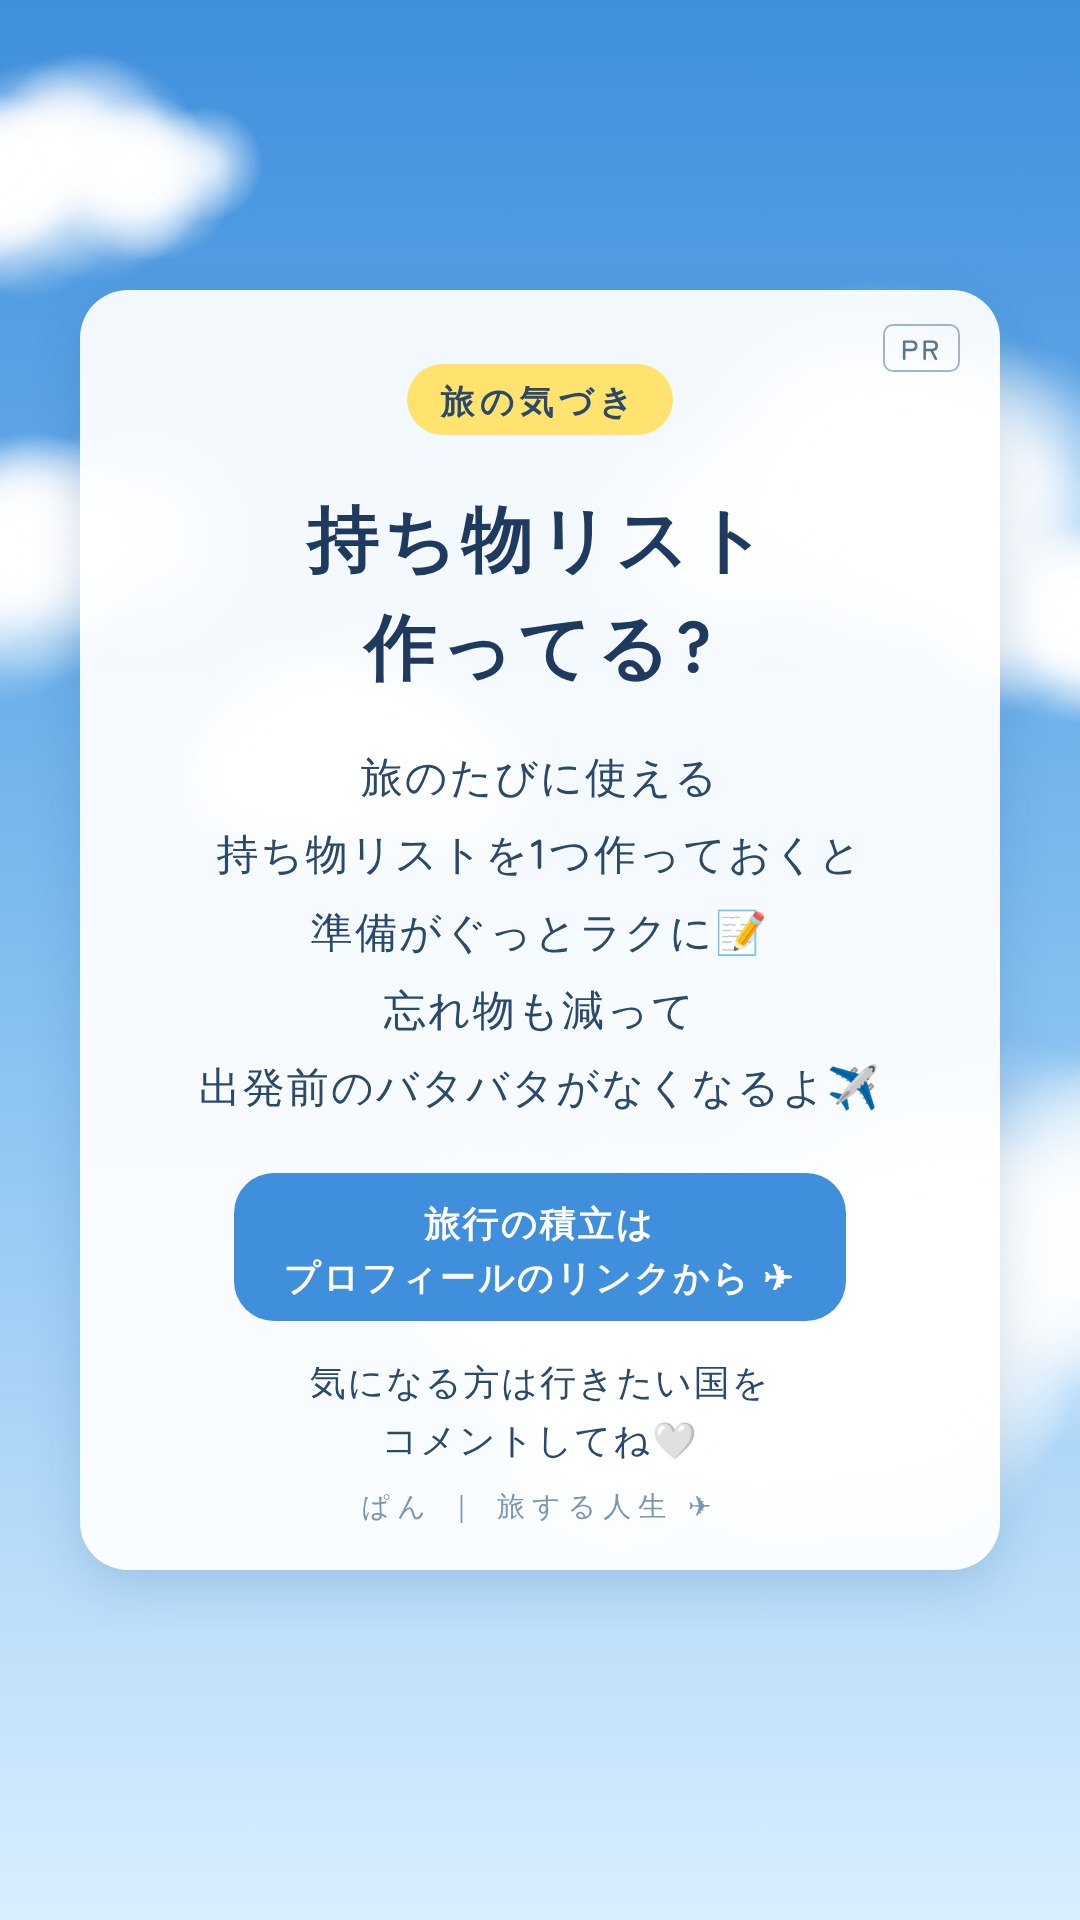 PR
旅の気づき
持ち物リスト
作ってる?
旅のたびに使える
持ち物リストを1つ作っておくと
準備がぐっとラクに📝
忘れ物も減って
出発前のバタバタがなくなるよ✈️
旅行の積立は
プロフィールのリンクから ✈
気になる方は行きたい国を
コメントしてね🤍
ぱん | 旅する人生 ✈